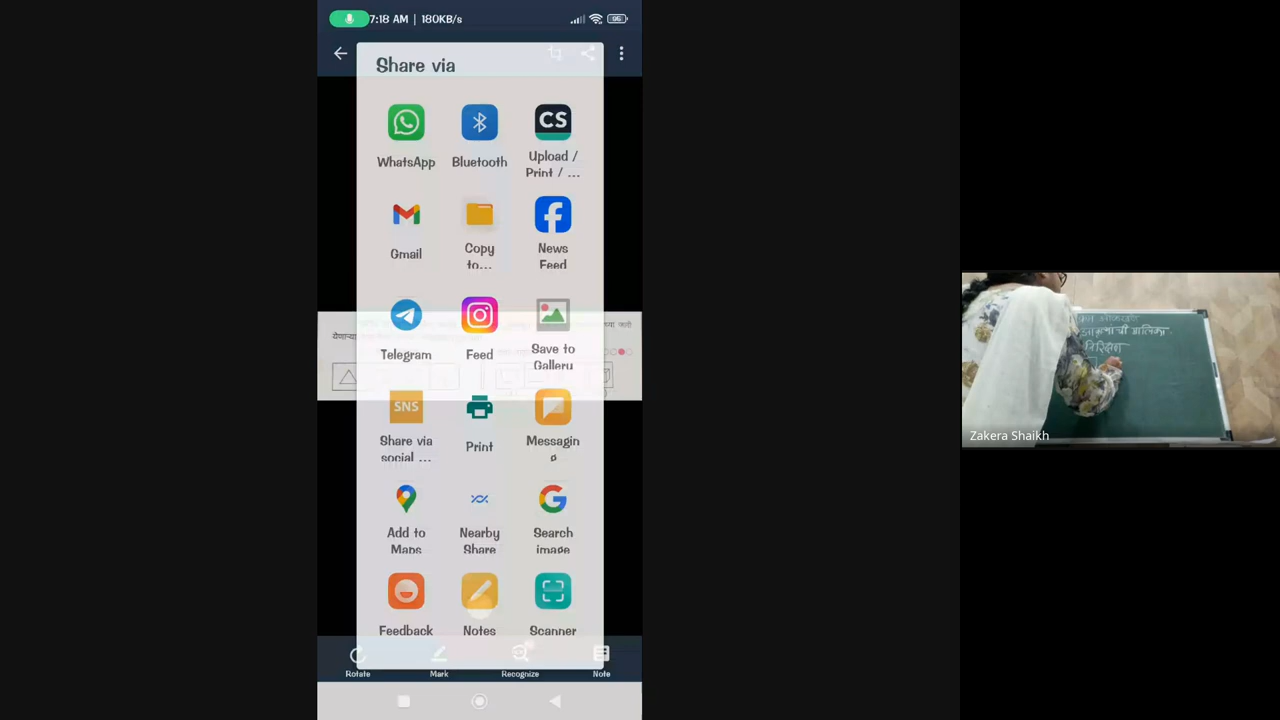 7:18 AM | 180KB/s
Share via
WhatsApp
Bluetooth
CS
Upload /
Print / ...
Gmail
Copy
to...
News
Feed
Telegram
Feed
Save to
Gallery
SNS
Share via
social ...
Print
Messagin
g
Add to
Maps
Nearby
Share
Search
image
Feedback
Notes
Scanner
Rotate
Mark
Recognize
Note
Zakera Shaikh